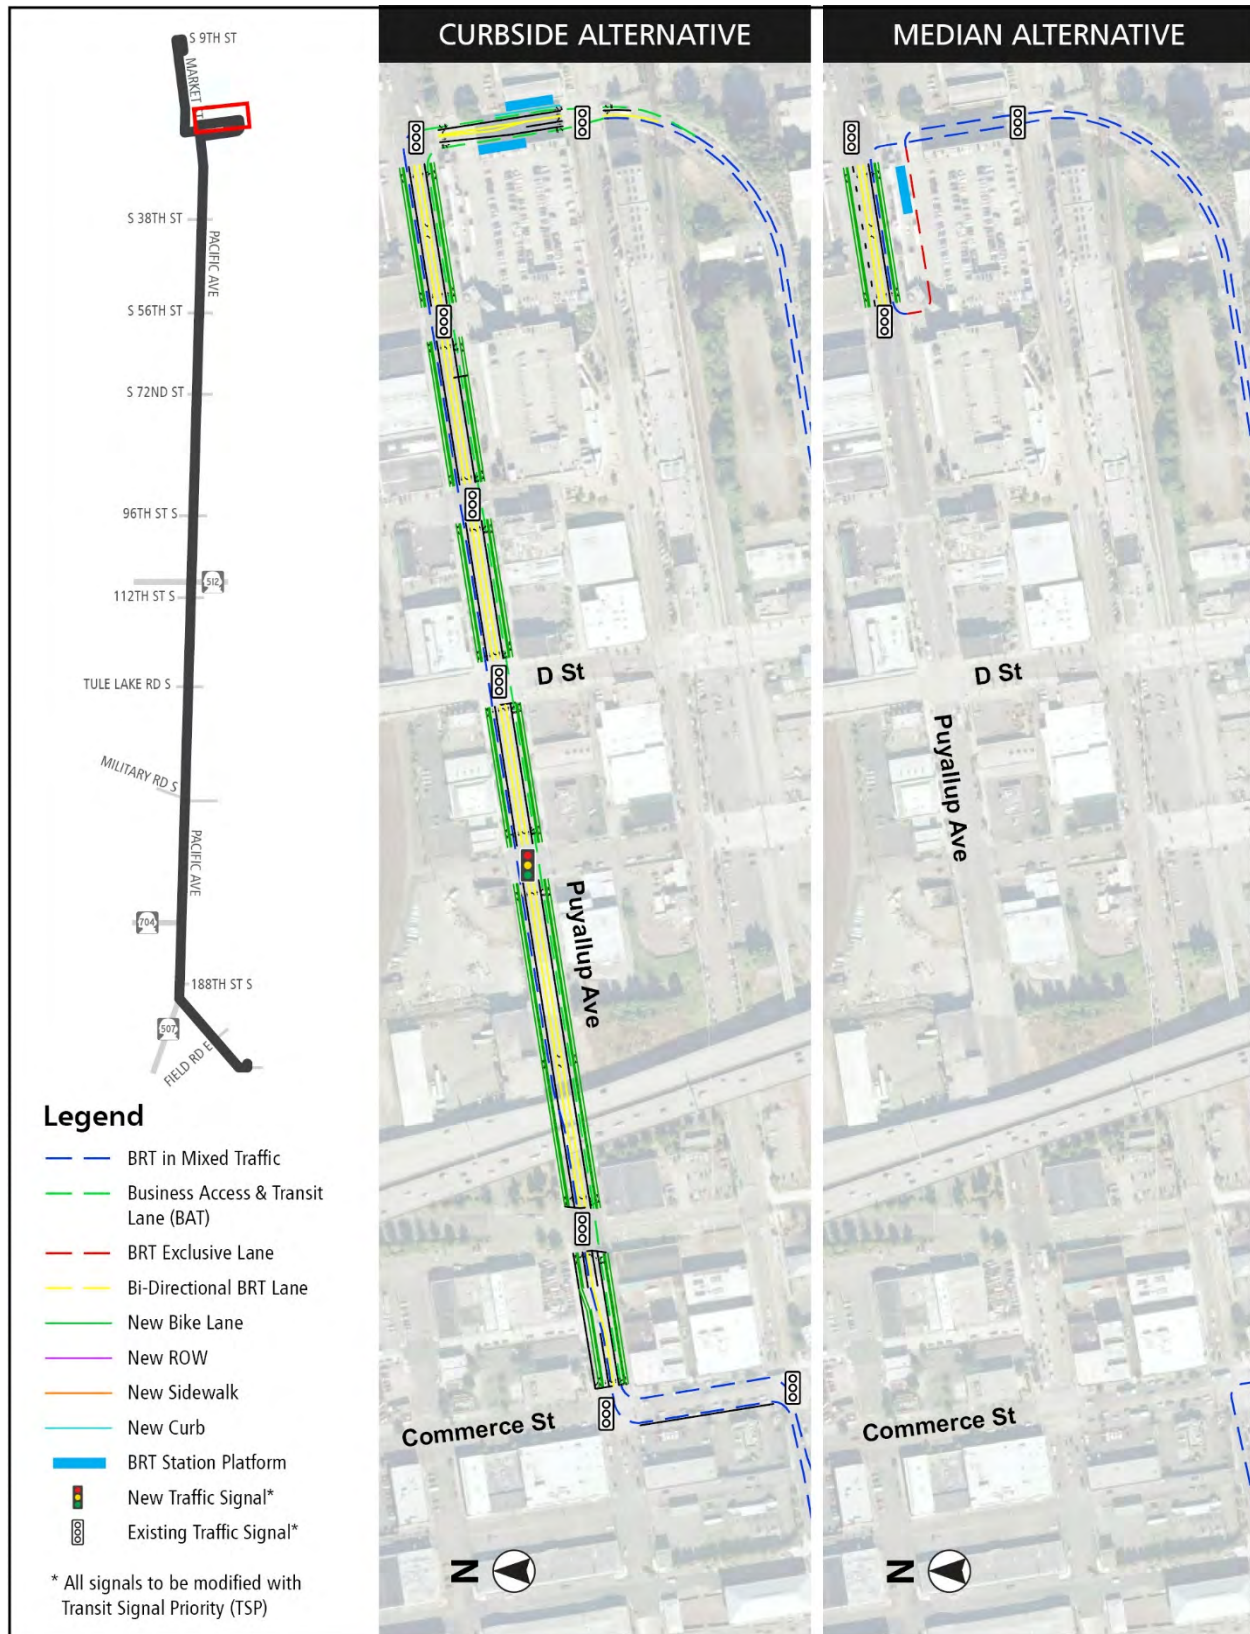 S 9TH ST
MARKET ST
S 38TH ST
PACIFIC AVE
S 56TH ST
S 72ND ST
96TH ST S
512
112TH ST S
TULE LAKE RD S
MILITARY RD S
PACIFIC AVE
704
188TH ST S
507
FIELD RD E
Legend
BRT in Mixed Traffic
Business Access & Transit
Lane (BAT)
BRT Exclusive Lane
Bi-Directional BRT Lane
New Bike Lane
New ROW
New Sidewalk
New Curb
BRT Station Platform
New Traffic Signal*
Existing Traffic Signal*
* All signals to be modified with
Transit Signal Priority (TSP)
CURBSIDE ALTERNATIVE
D St
Puyallup Ave
Commerce St
N
MEDIAN ALTERNATIVE
D St
Puyallup Ave
Commerce St
N